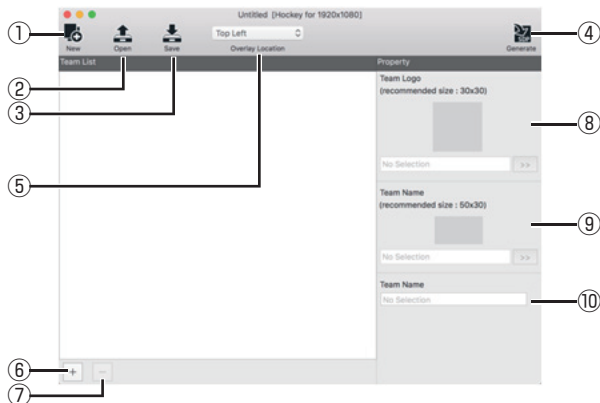 Untitled [Hockey for 1920x1080]
① New Open Save Top Left Generate ④
Overlay Location
②
③
Team List Property
Team Logo
(recommended size : 30x30)
⑧
No Selection >>
⑤
Team Name
(recommended size : 50x30)
⑨
No Selection >>
Team Name
No Selection ⑩
⑥ + −
⑦